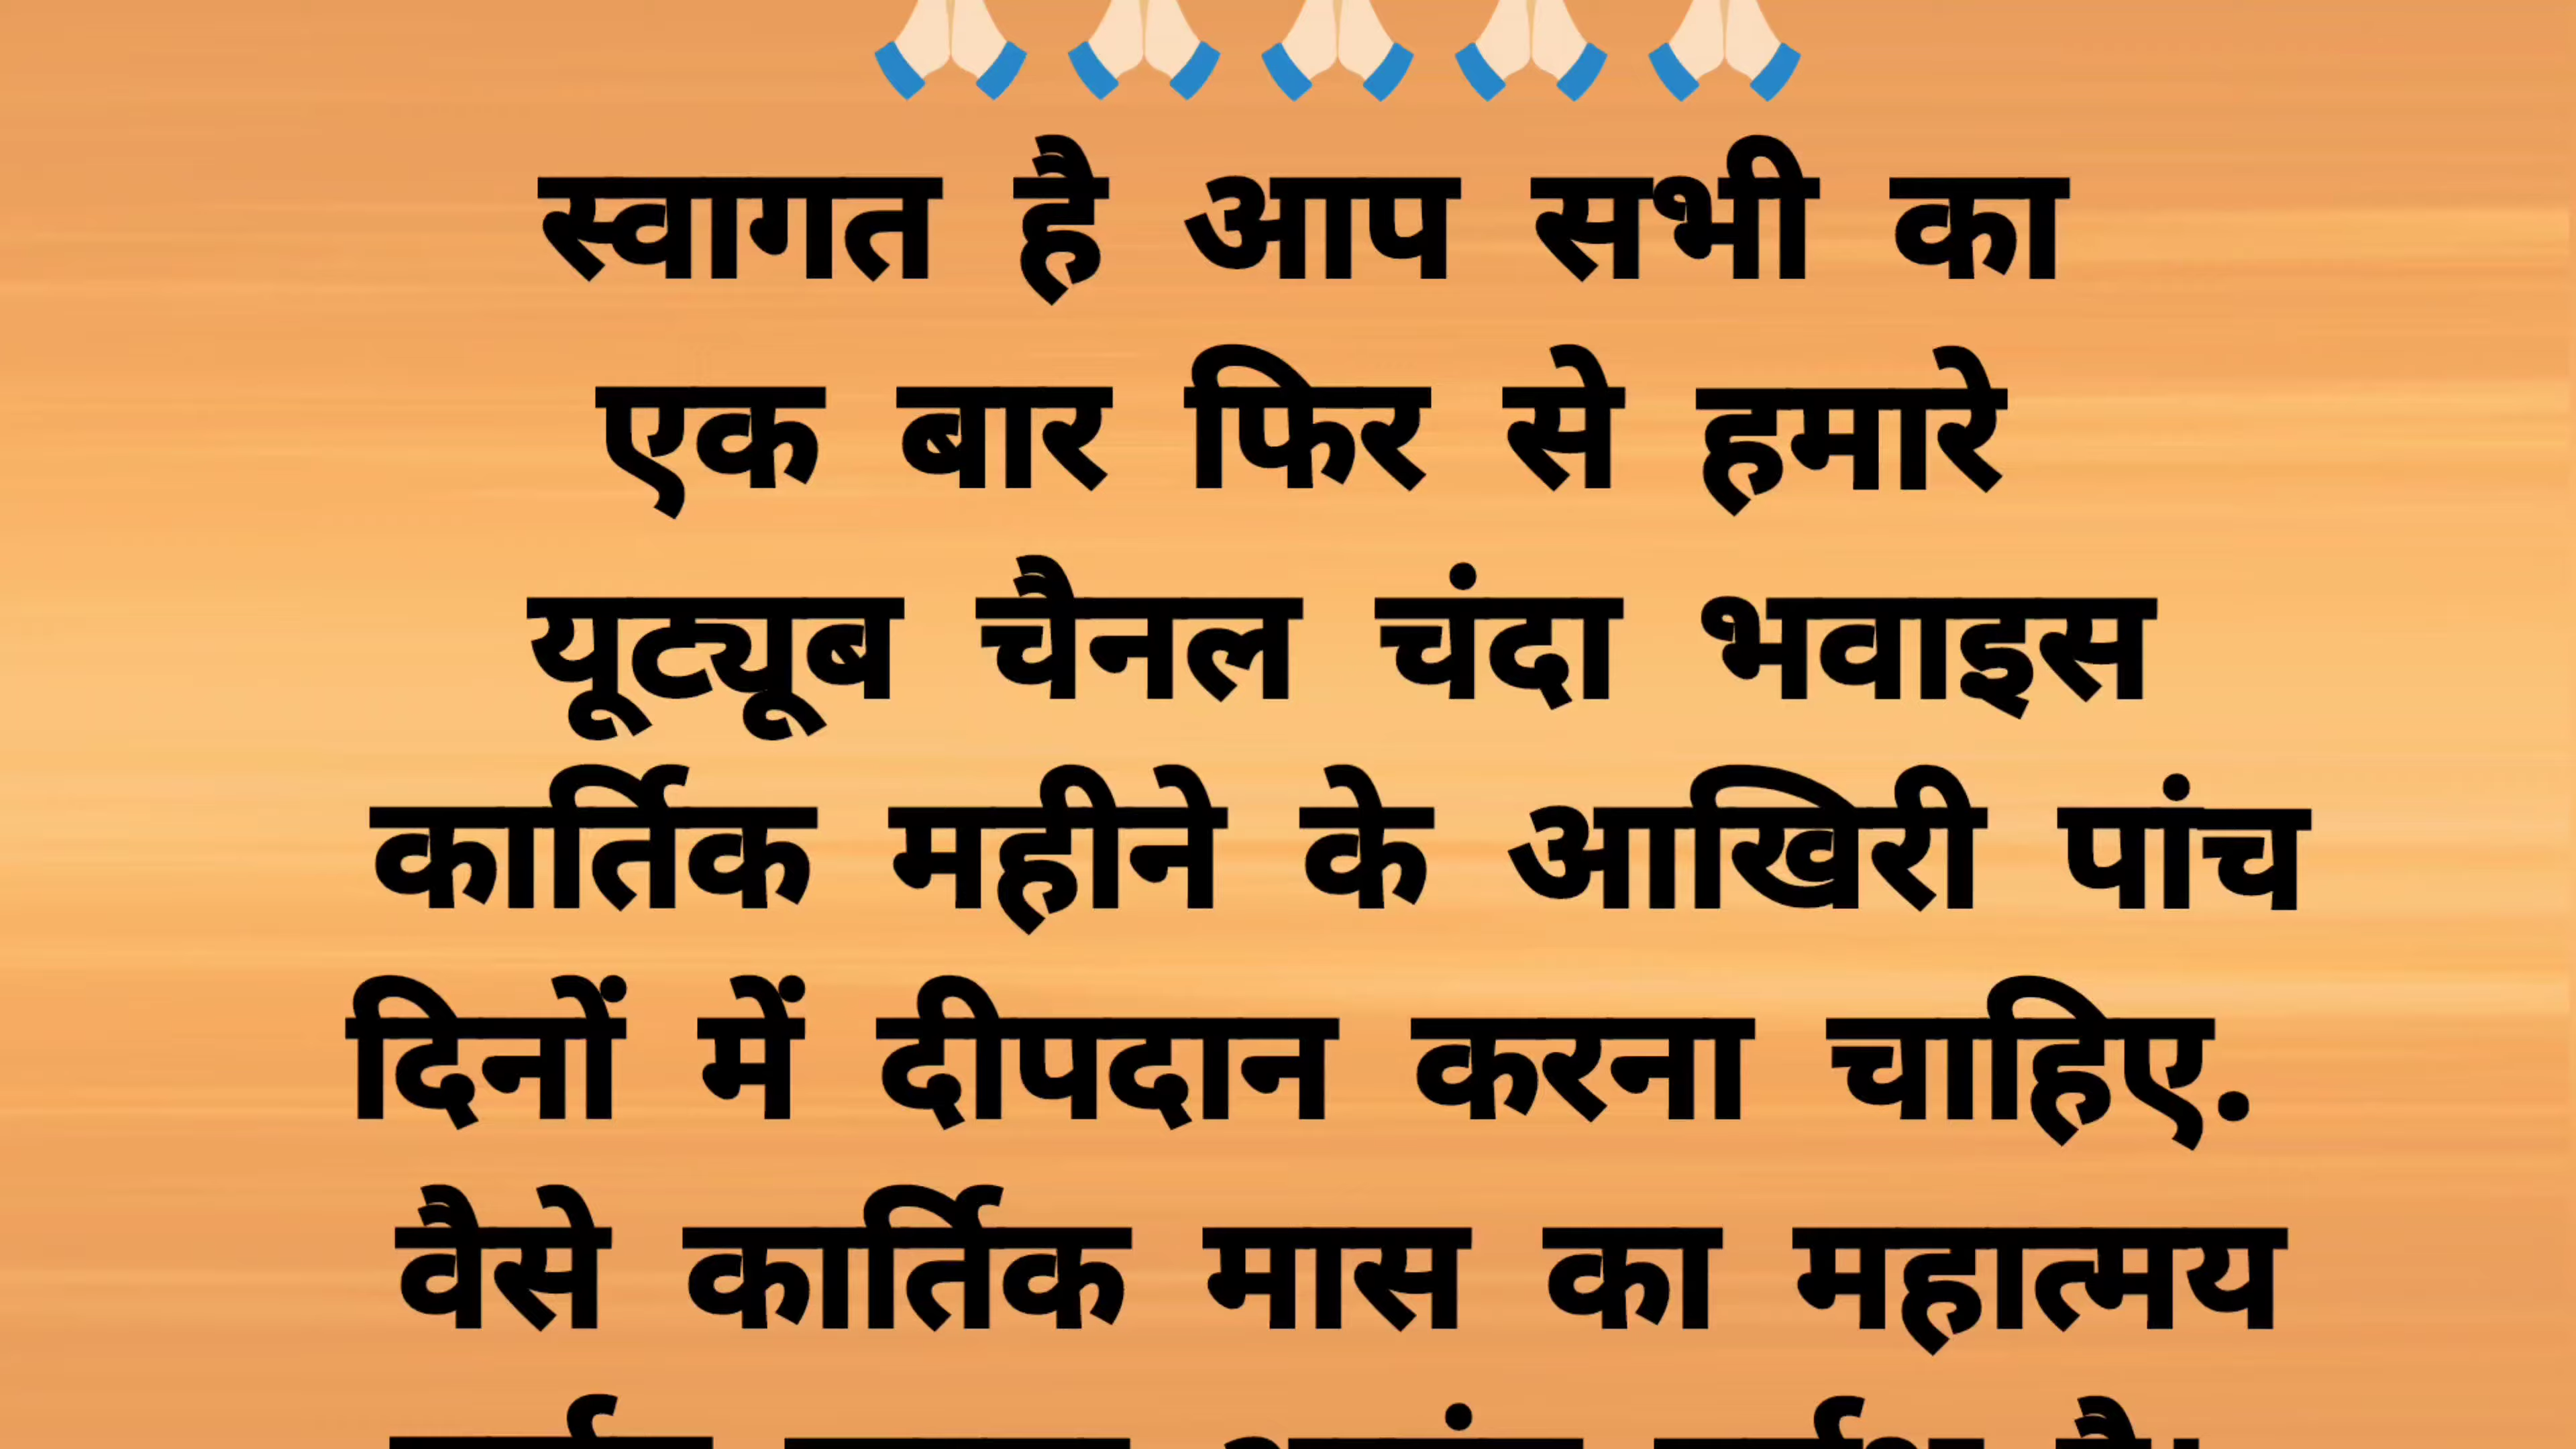 स्वागत है आप सभी का
एक बार फिर से हमारे
यूट्यूब चैनल चंदा भवाइस
कार्तिक महीने के आखिरी पांच
दिनों में दीपदान करना चाहिए.
वैसे कार्तिक मास का महात्मय